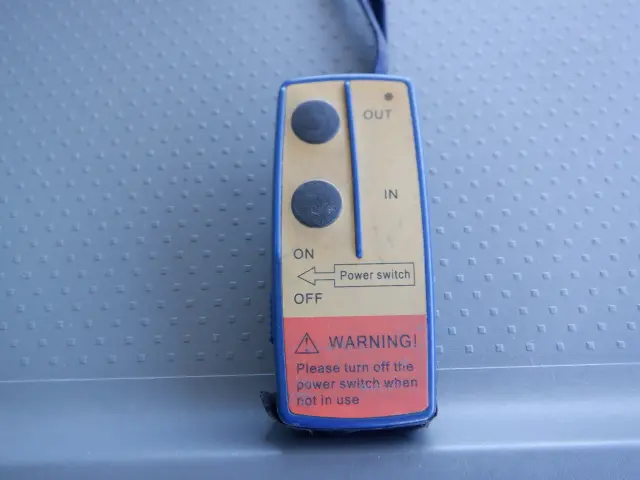 OUT
IN
ON
Power switch
OFF
WARNING!
Please turn off the
power switch when
not in use